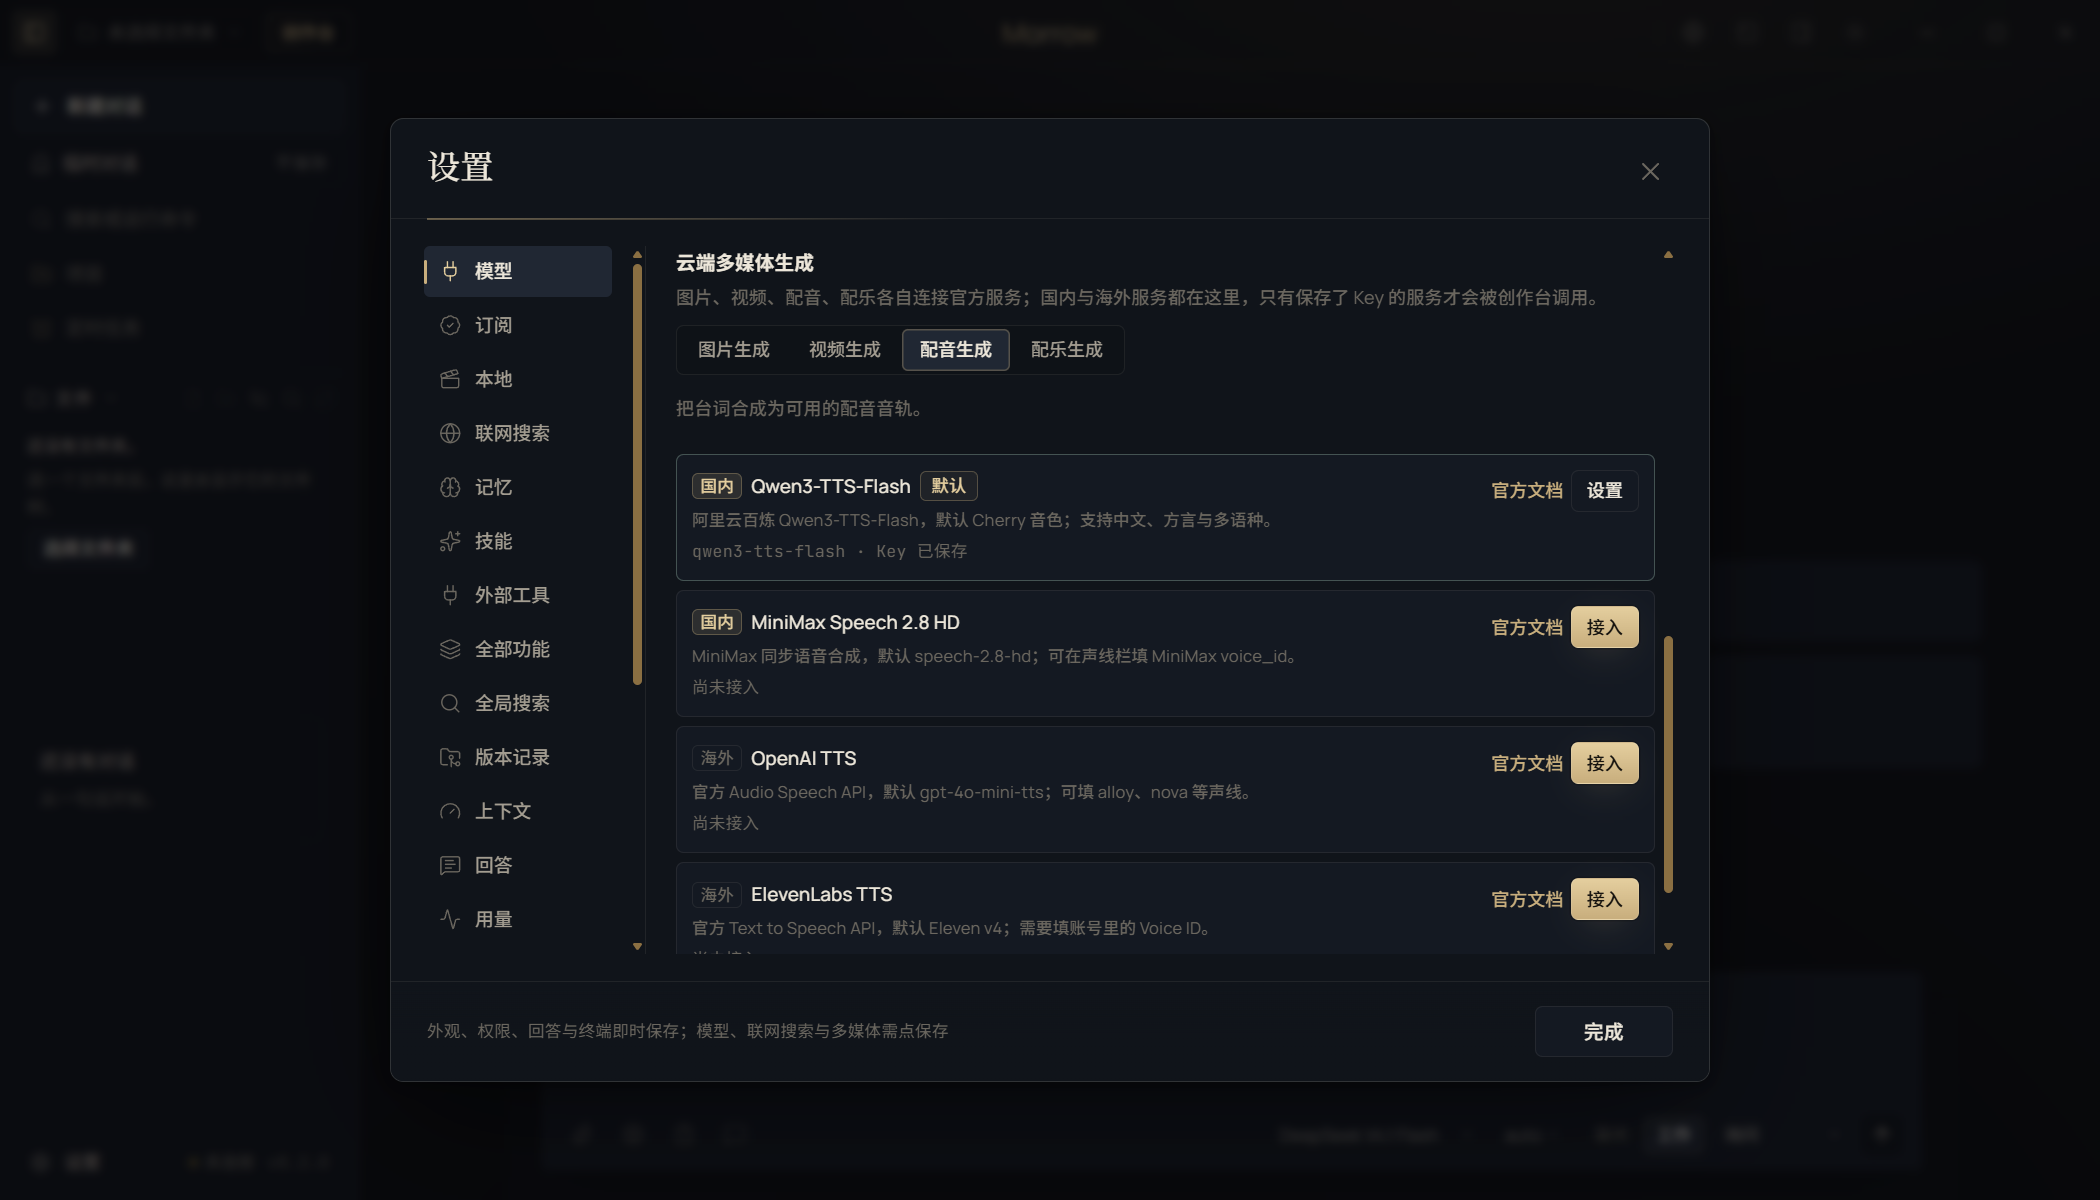 设置
模型
订阅
本地
联网搜索
记忆
技能
外部工具
全部功能
全局搜索
版本记录
上下文
回答
用量
云端多媒体生成
图片、视频、配音、配乐各自连接官方服务；国内与海外服务都在这里，只有保存了 Key 的服务才会被创作台调用。
图片生成 视频生成 配音生成 配乐生成
把台词合成为可用的配音音轨。
国内 Qwen3-TTS-Flash 默认 官方文档 设置
阿里云百炼 Qwen3-TTS-Flash，默认 Cherry 音色；支持中文、方言与多语种。
qwen3-tts-flash · Key 已保存
国内 MiniMax Speech 2.8 HD 官方文档 接入
MiniMax 同步语音合成，默认 speech-2.8-hd；可在声线栏填 MiniMax voice_id。
尚未接入
海外 OpenAI TTS 官方文档 接入
官方 Audio Speech API，默认 gpt-4o-mini-tts；可填 alloy、nova 等声线。
尚未接入
海外 ElevenLabs TTS 官方文档 接入
官方 Text to Speech API，默认 Eleven v4；需要填账号里的 Voice ID。
外观、权限、回答与终端即时保存；模型、联网搜索与多媒体需点保存
完成